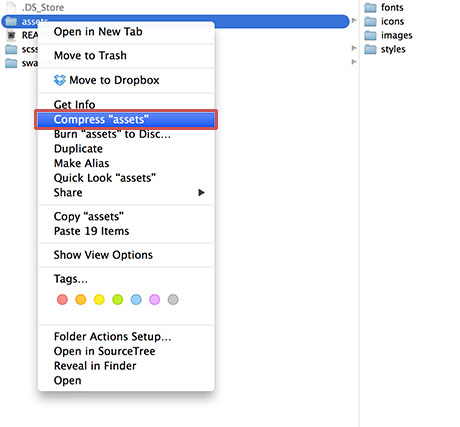 .DS_Store
assets
REA
scss
swa
Open in New Tab
Move to Trash
Move to Dropbox
Get Info
Compress “assets”
Burn “assets” to Disc...
Duplicate
Make Alias
Quick Look “assets”
Share
Copy “assets”
Paste 19 Items
Show View Options
Tags...
Folder Actions Setup...
Open in SourceTree
Reveal in Finder
Open
fonts
icons
images
styles